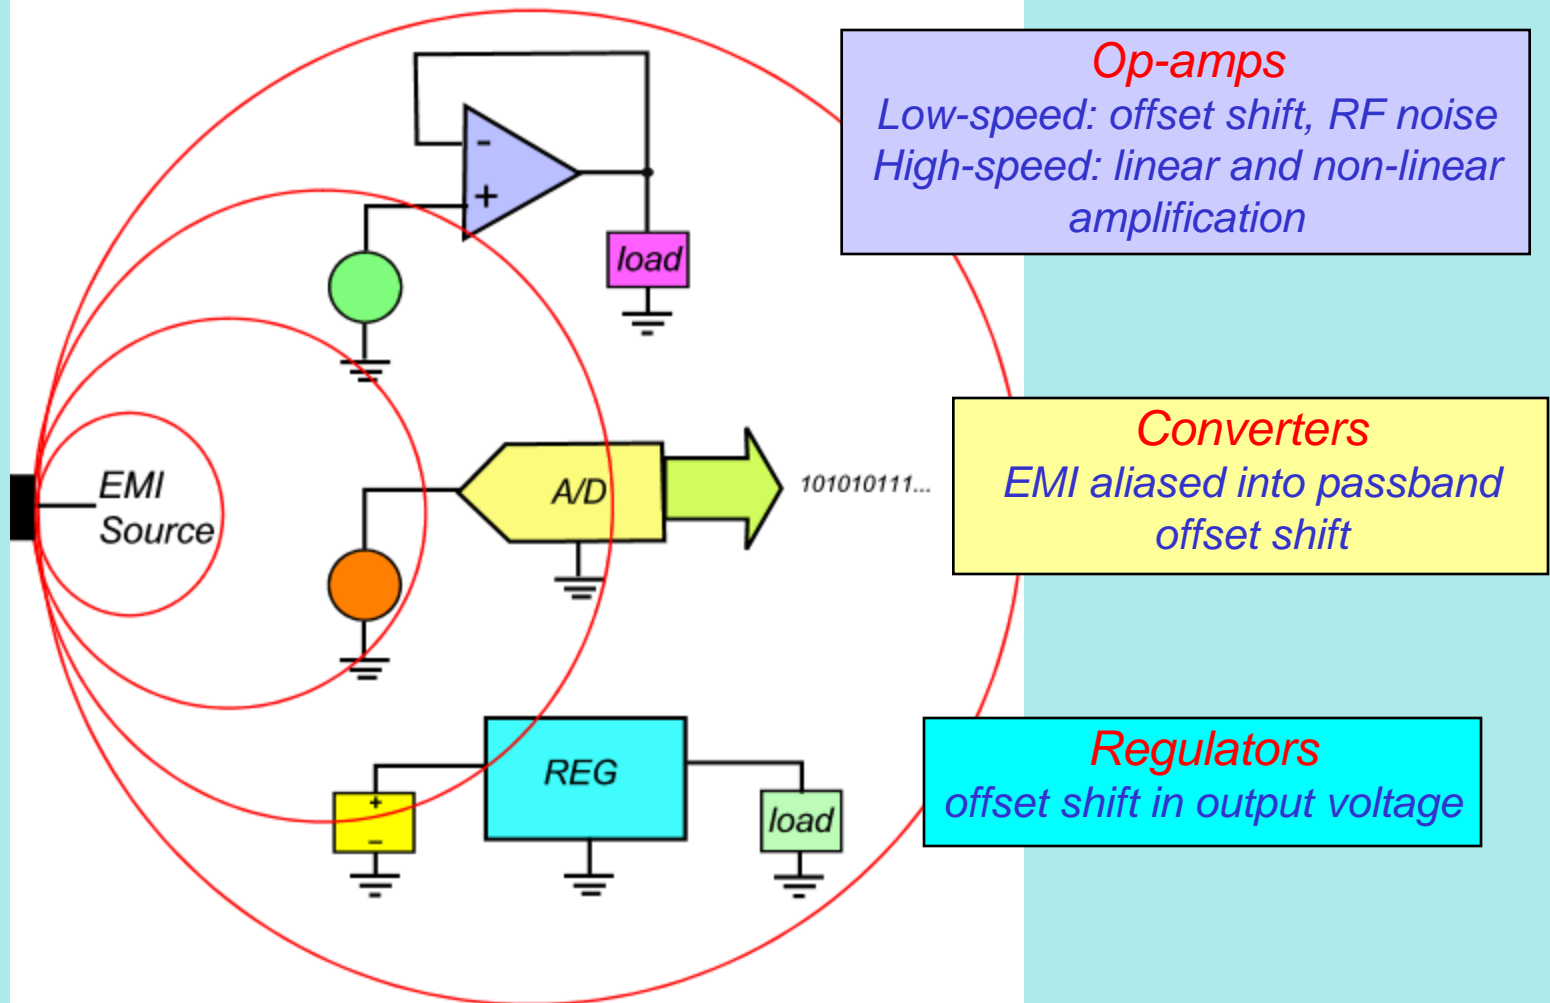 Op-amps
Low-speed: offset shift, RF noise
High-speed: linear and non-linear
amplification
-
+
load
EMI
Source
A/D
101010111...
Converters
EMI aliased into passband
offset shift
REG
+
–
load
Regulators
offset shift in output voltage